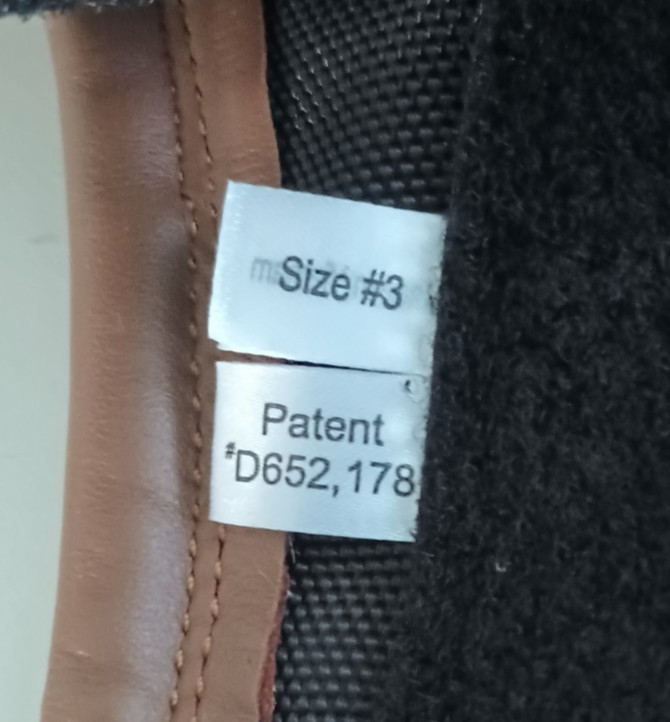 Size #3
Patent
#D652,178